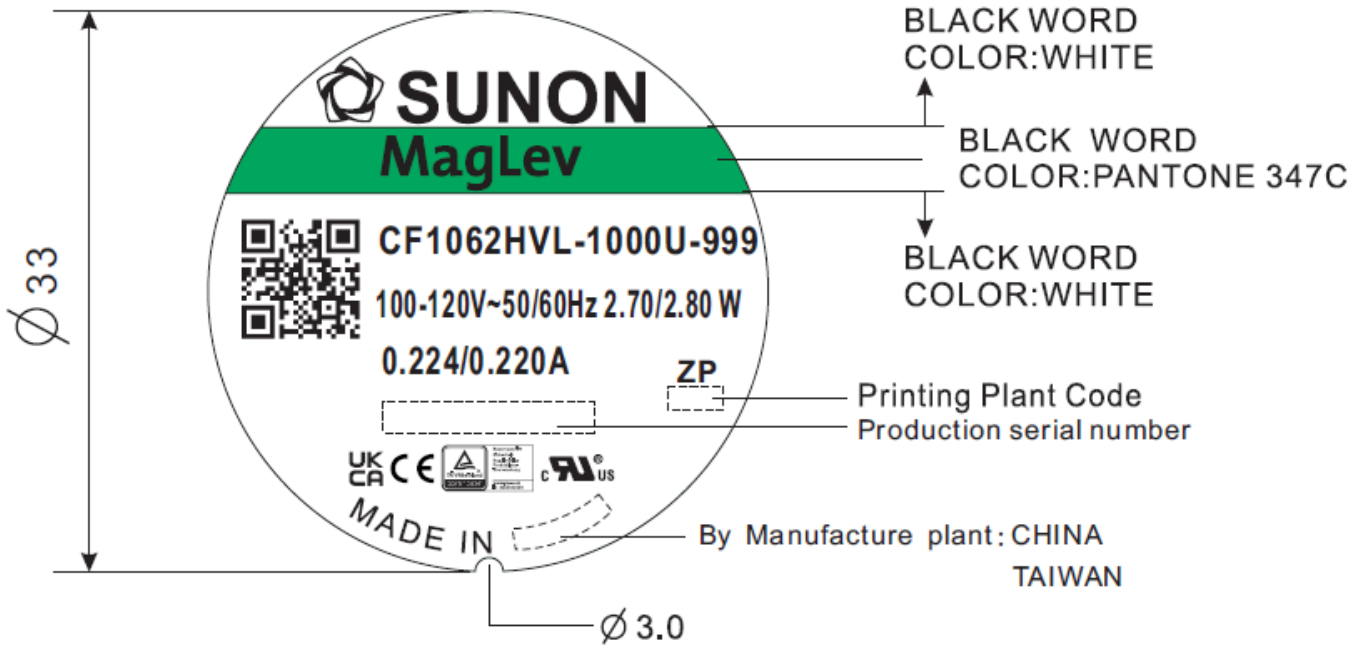 BLACK WORD
COLOR:WHITE
SUNON
MagLev
BLACK WORD
COLOR:PANTONE 347C
CF1062HVL-1000U-999
BLACK WORD
COLOR:WHITE
Ø 33
100-120V~50/60Hz 2.70/2.80 W
0.224/0.220A
ZP
Printing Plant Code
Production serial number
UK
CA CE
c RU ® US
MADE IN
By Manufacture plant: CHINA
TAIWAN
Ø 3.0